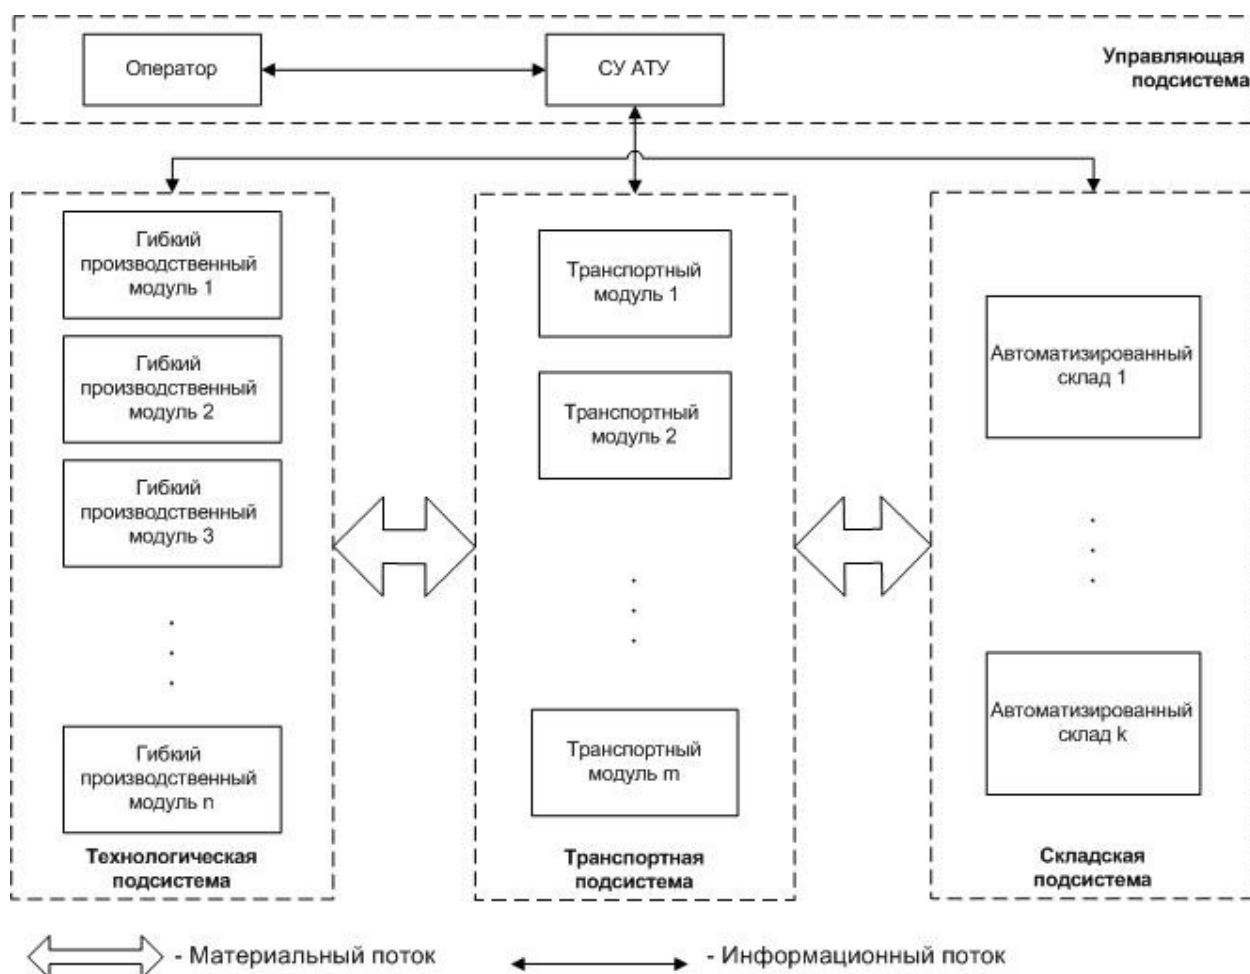 Оператор
СУ АТУ
Управляющая
подсистема
Гибкий
производственный
модуль 1
Гибкий
производственный
модуль 2
Гибкий
производственный
модуль 3
Гибкий
производственный
модуль n
Технологическая
подсистема
Транспортный
модуль 1
Транспортный
модуль 2
Транспортный
модуль m
Транспортная
подсистема
Автоматизированный
склад 1
Автоматизированный
склад k
Складская
подсистема
- Материальный поток
- Информационный поток